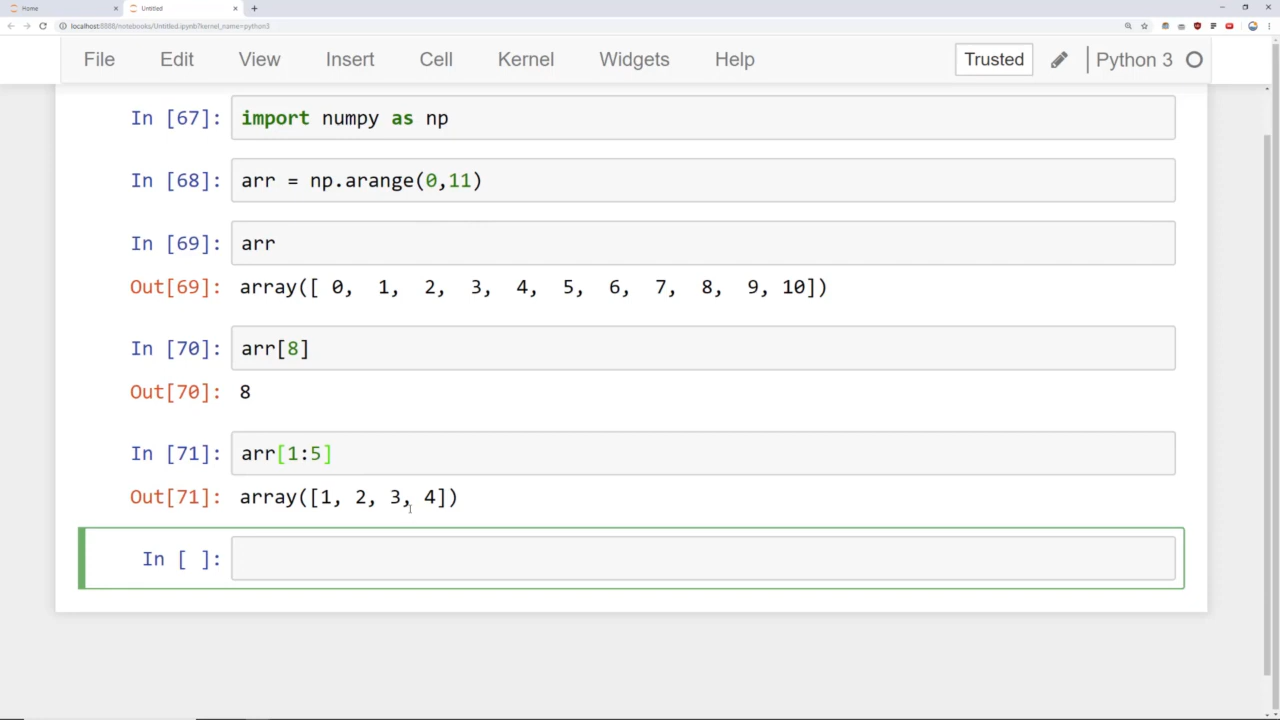 Home
Untitled
localhost:8888/notebooks/Untitled.ipynb?kernel_name=python3
File Edit View Insert Cell Kernel Widgets Help Trusted Python 3
In [67]: import numpy as np
In [68]: arr = np.arange(0,11)
In [69]: arr
Out[69]: array([ 0,  1,  2,  3,  4,  5,  6,  7,  8,  9, 10])
In [70]: arr[8]
Out[70]: 8
In [71]: arr[1:5]
Out[71]: array([1, 2, 3, 4])
In [ ]: